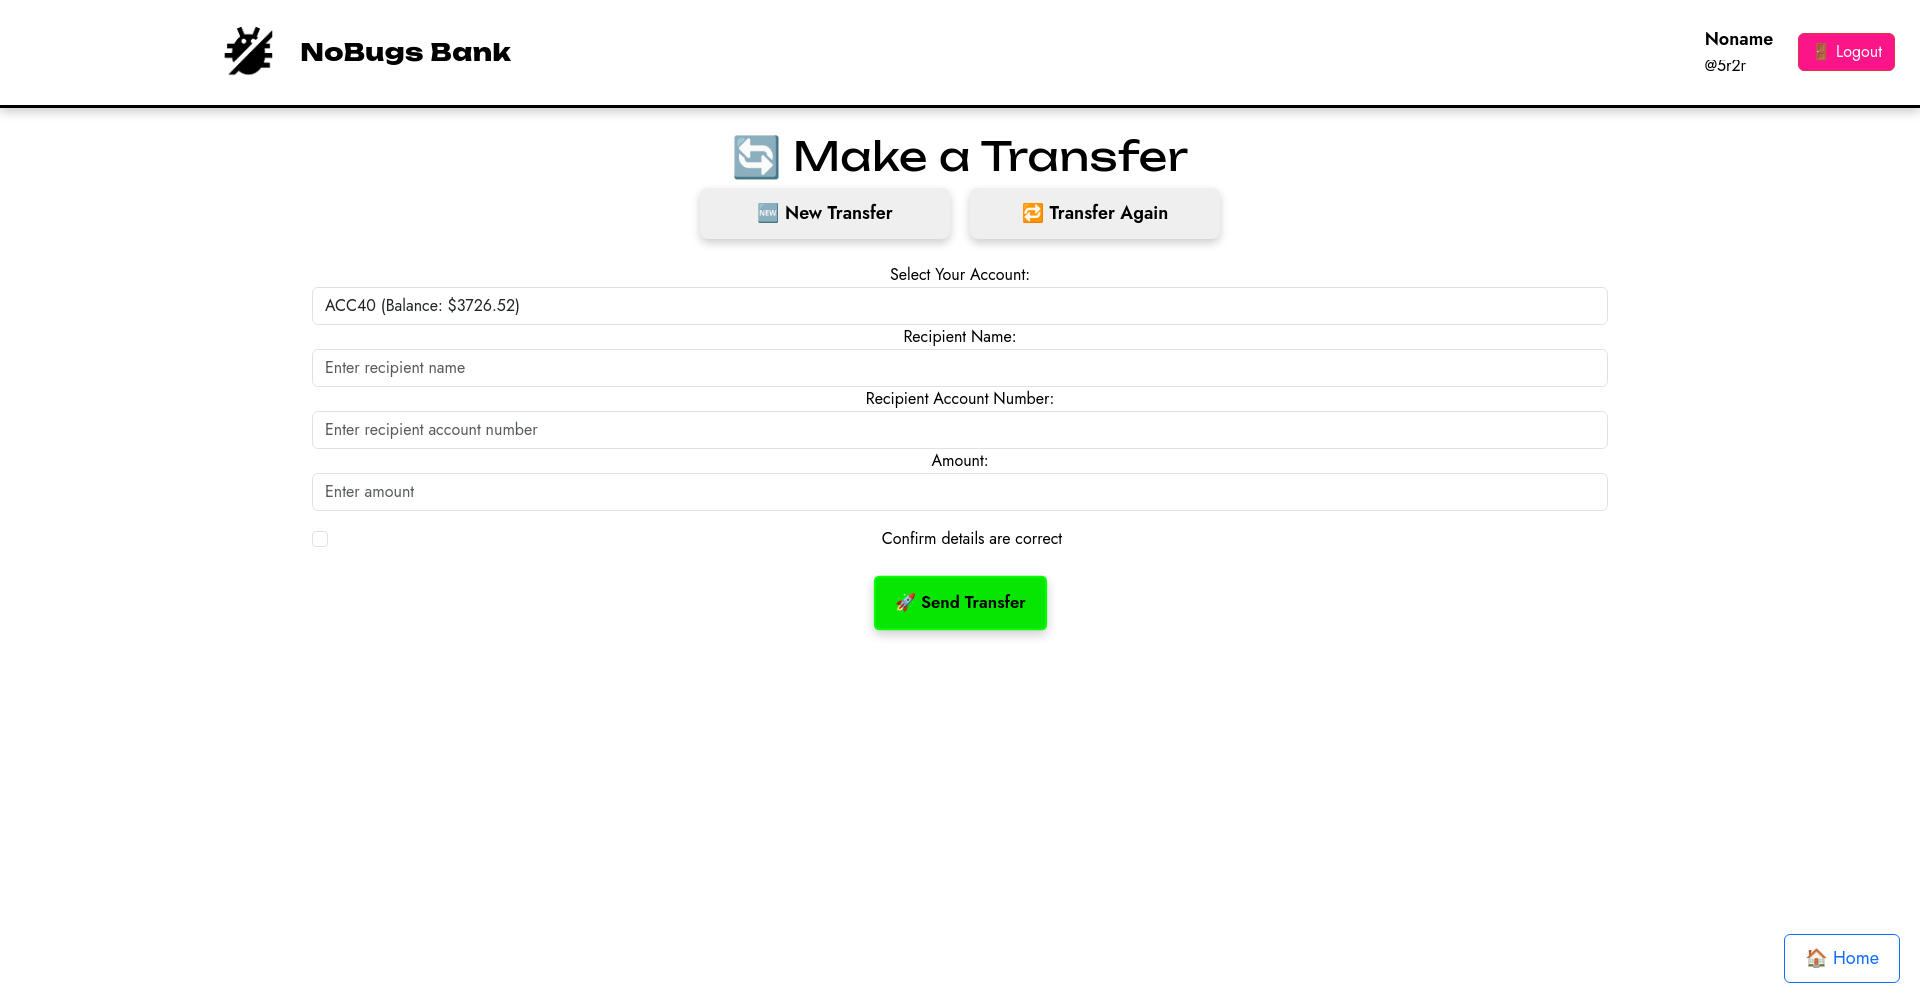 NoBugs Bank
Noname
@5r2r
🚪 Logout
🔄 Make a Transfer
🆕 New Transfer
🔁 Transfer Again
Select Your Account:
ACC40 (Balance: $3726.52)
Recipient Name:
Enter recipient name
Recipient Account Number:
Enter recipient account number
Amount:
Enter amount
Confirm details are correct
🚀 Send Transfer
🏠 Home